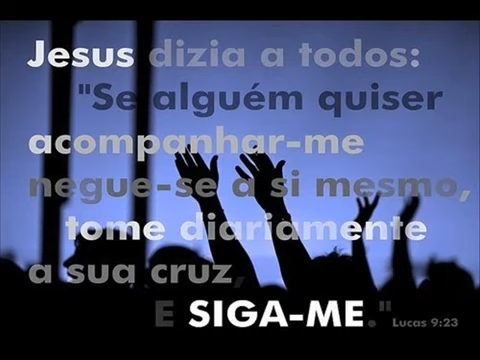 Jesus dizia a todos:
"Se alguém quiser
acompanhar-me
negue-se a si mesmo,
tome diariamente
a sua cruz,
E SIGA-ME."
Lucas 9:23